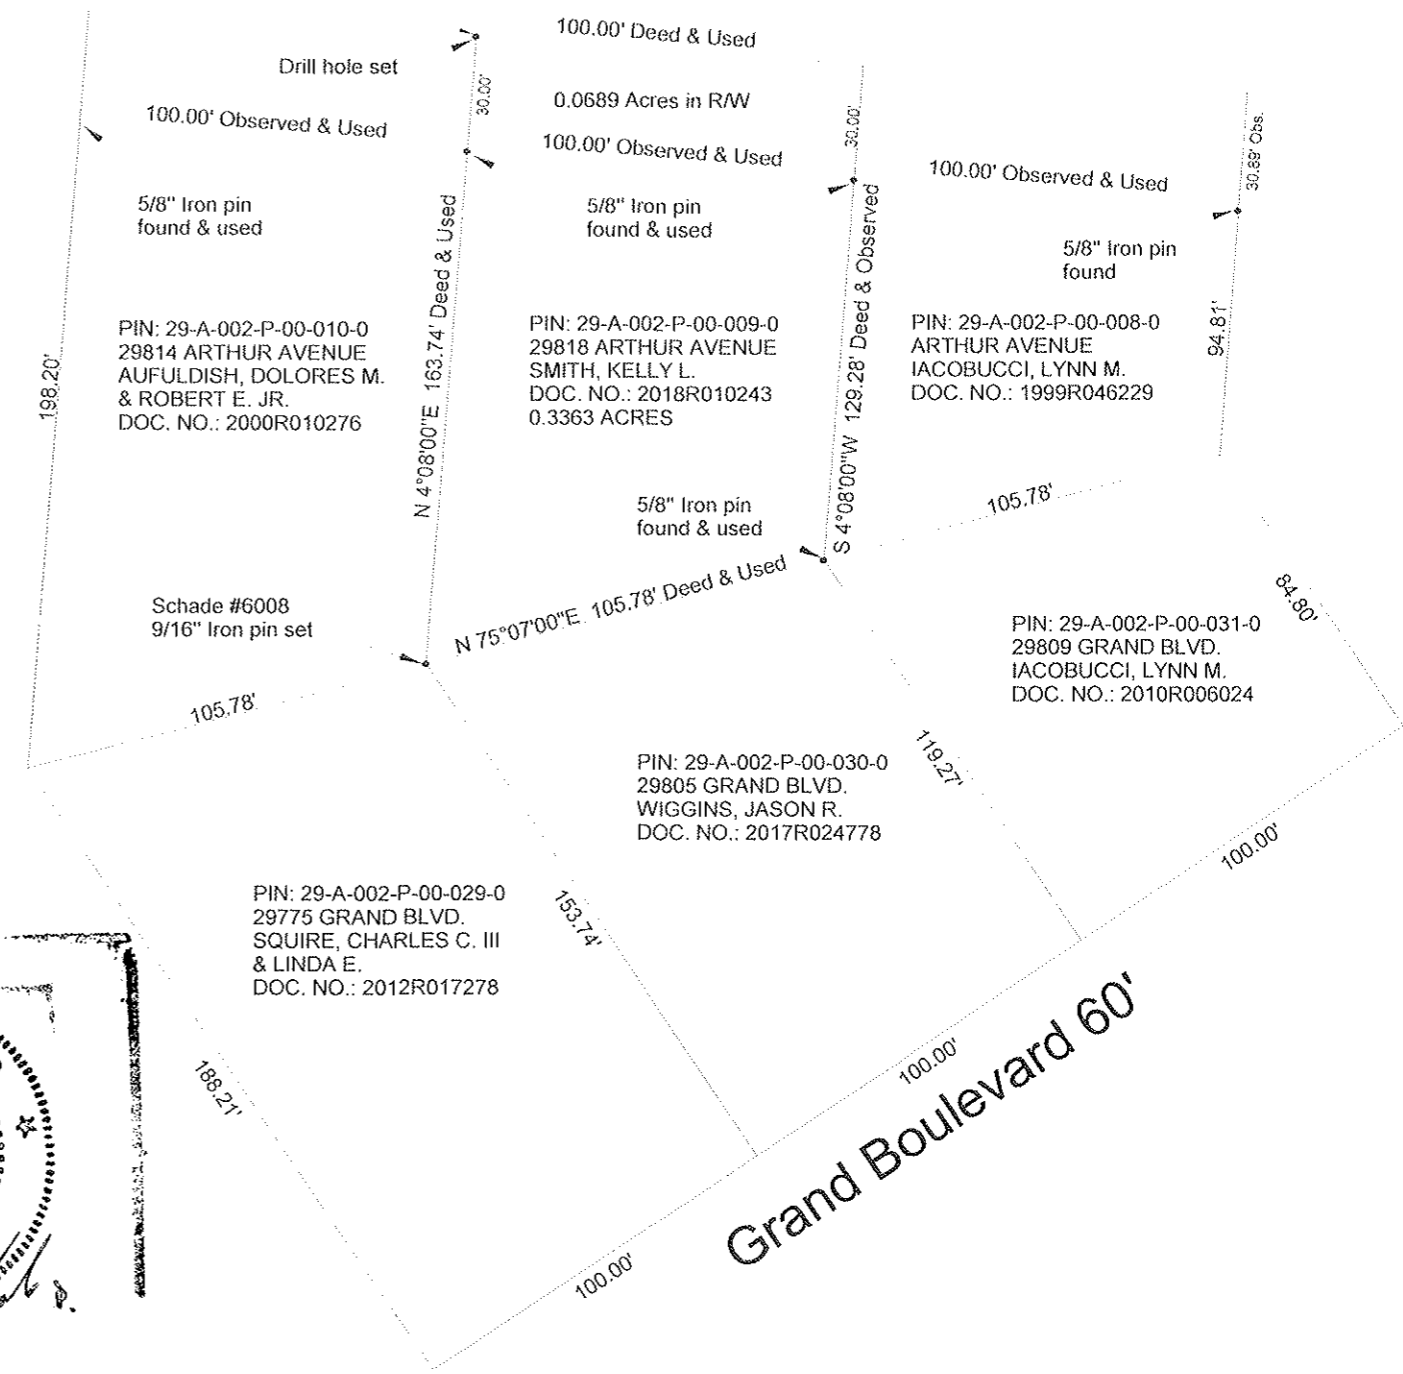 100.00' Deed & Used
Drill hole set
30.00'
0.0689 Acres in R/W
100.00' Observed & Used
100.00' Observed & Used
30.00'
100.00' Observed & Used
30.89' Obs.
5/8" Iron pin
found & used
5/8" Iron pin
found & used
5/8" Iron pin
found
198.20'
PIN: 29-A-002-P-00-010-0
29814 ARTHUR AVENUE
AUFULDISH, DOLORES M.
& ROBERT E. JR.
DOC. NO.: 2000R010276
N 4°08'00"E 163.74' Deed & Used
PIN: 29-A-002-P-00-009-0
29818 ARTHUR AVENUE
SMITH, KELLY L.
DOC. NO.: 2018R010243
0.3363 ACRES
S 4°08'00"W 129.28' Deed & Observed
PIN: 29-A-002-P-00-008-0
ARTHUR AVENUE
IACOBUCCI, LYNN M.
DOC. NO.: 1999R046229
94.81'
5/8" Iron pin
found & used
105.78'
Schade #6008
9/16" Iron pin set
N 75°07'00"E 105.78' Deed & Used
84.80'
PIN: 29-A-002-P-00-031-0
29809 GRAND BLVD.
IACOBUCCI, LYNN M.
DOC. NO.: 2010R006024
105.78'
PIN: 29-A-002-P-00-030-0
29805 GRAND BLVD.
WIGGINS, JASON R.
DOC. NO.: 2017R024778
119.27'
100.00'
PIN: 29-A-002-P-00-029-0
29775 GRAND BLVD.
SQUIRE, CHARLES C. III
& LINDA E.
DOC. NO.: 2012R017278
153.74'
188.21'
100.00'
Grand Boulevard 60'
100.00'